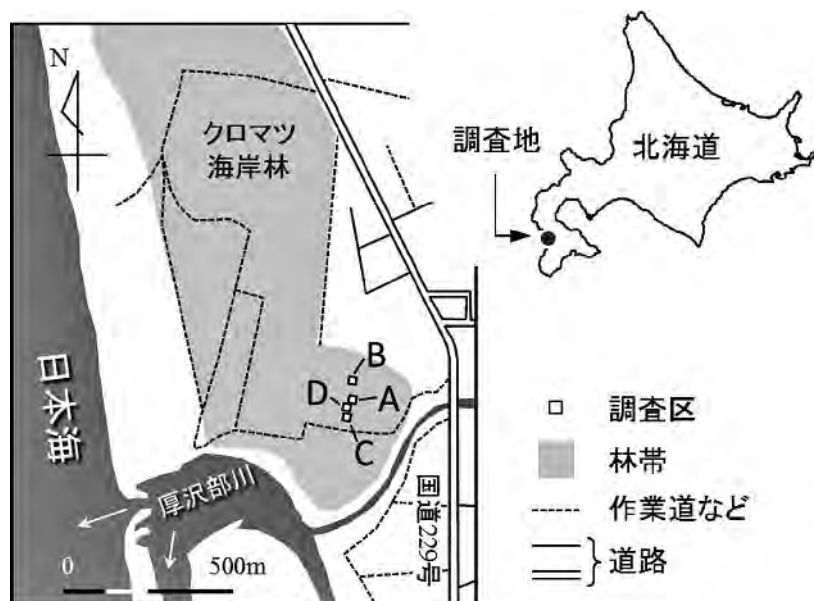 N
クロマツ
海岸林
調査地
北海道
B
D
A
C
日本海
厚沢部川
国道229号
0
500m
調査区
林帯
作業道など
道路